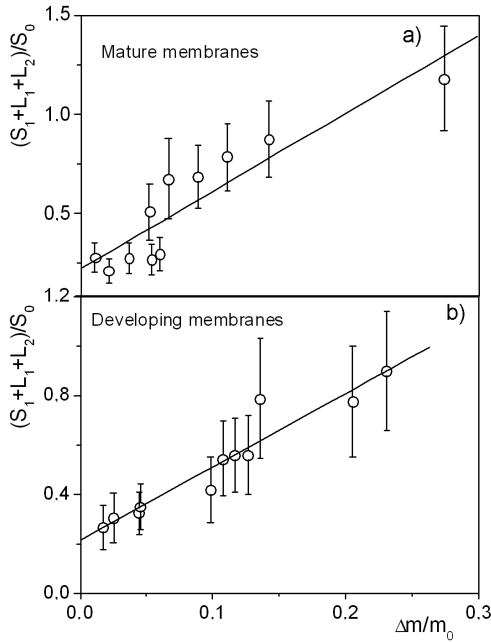 1.5
a)
Mature membranes
(S₁+L₁+L₂)/S₀
1.0
0.5
1.2
b)
Developing membranes
(S₁+L₁+L₂)/S₀
0.8
0.4
0.0
0.0 0.1 0.2 0.3
Δm/m₀